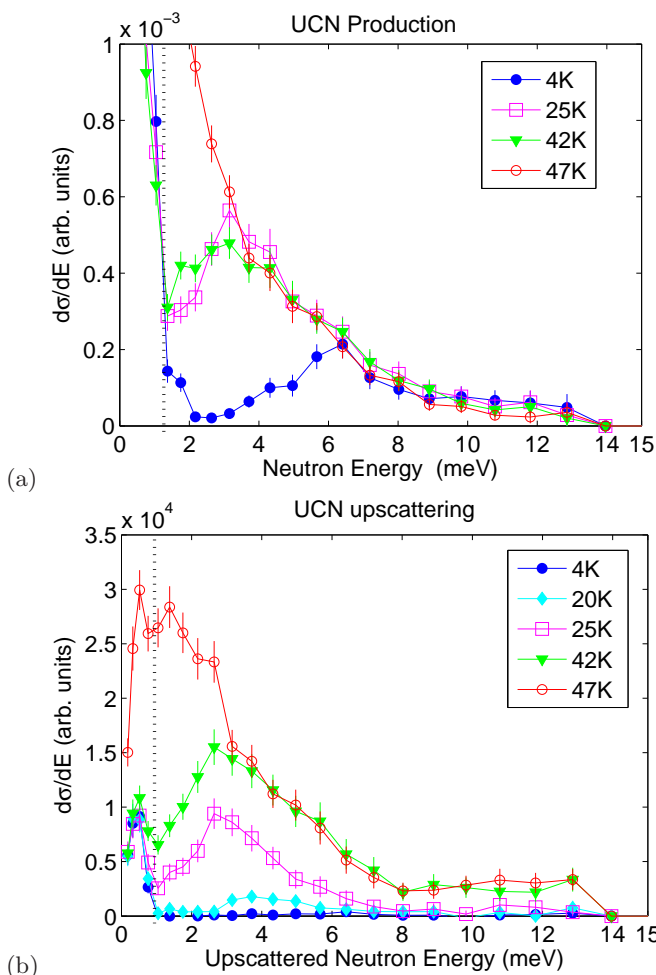 UCN Production
x 10⁻³
1
0.8
0.6
0.4
0.2
0
0 2 4 6 8 10 12 14 15
dσ/dE (arb. units)
Neutron Energy (meV)
4K
25K
42K
47K
(a)
UCN upscattering
x 10⁴
3.5
3
2.5
2
1.5
1
0.5
0
0 2 4 6 8 10 12 14 15
dσ/dE (arb. units)
Upscattered Neutron Energy (meV)
4K
20K
25K
42K
47K
(b)